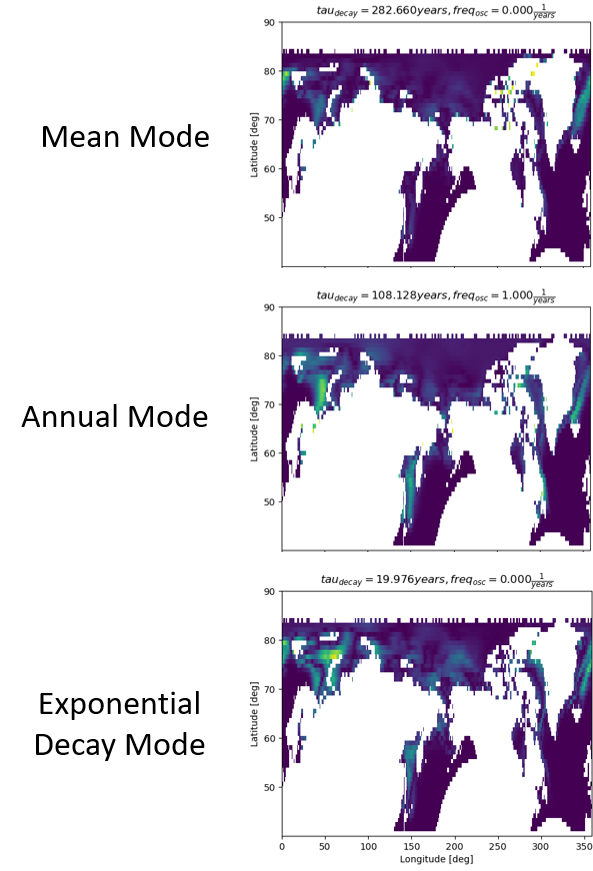 tau_decay = 282.660years, freq_osc = 0.000 1/years
90
80
70
60
50
Latitude [deg]
Mean Mode
tau_decay = 108.128years, freq_osc = 1.000 1/years
90
80
70
60
50
Latitude [deg]
Annual Mode
tau_decay = 19.976years, freq_osc = 0.000 1/years
90
80
70
60
50
Latitude [deg]
Exponential
Decay Mode
0 50 100 150 200 250 300 350
Longitude [deg]